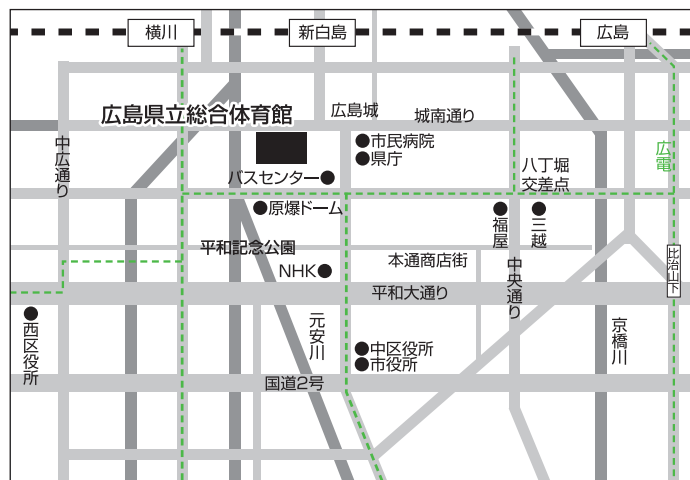 横川
新白島
広島
広島県立総合体育館
広島城
城南通り
中広通り
市民病院
県庁
広電
バスセンター
八丁堀
交差点
原爆ドーム
福屋
三越
平和記念公園
本通商店街
NHK
中央通り
比治山下
平和大通り
西区役所
元安川
京橋川
中区役所
市役所
国道2号